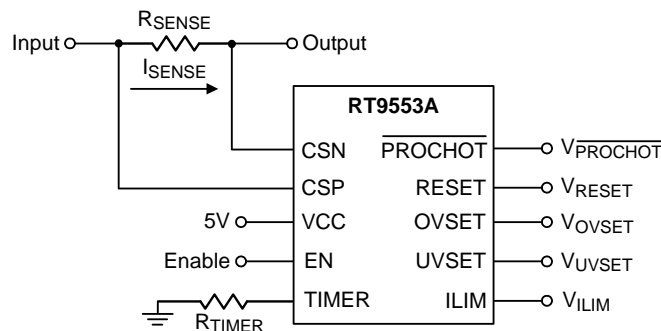 RSENSE
Input
Output
ISENSE
RT9553A
CSN
PROCHOT
VPROCHOT
CSP
RESET
VRESET
5V
VCC
OVSET
VOVSET
Enable
EN
UVSET
VUVSET
TIMER
ILIM
VILIM
RTIMER